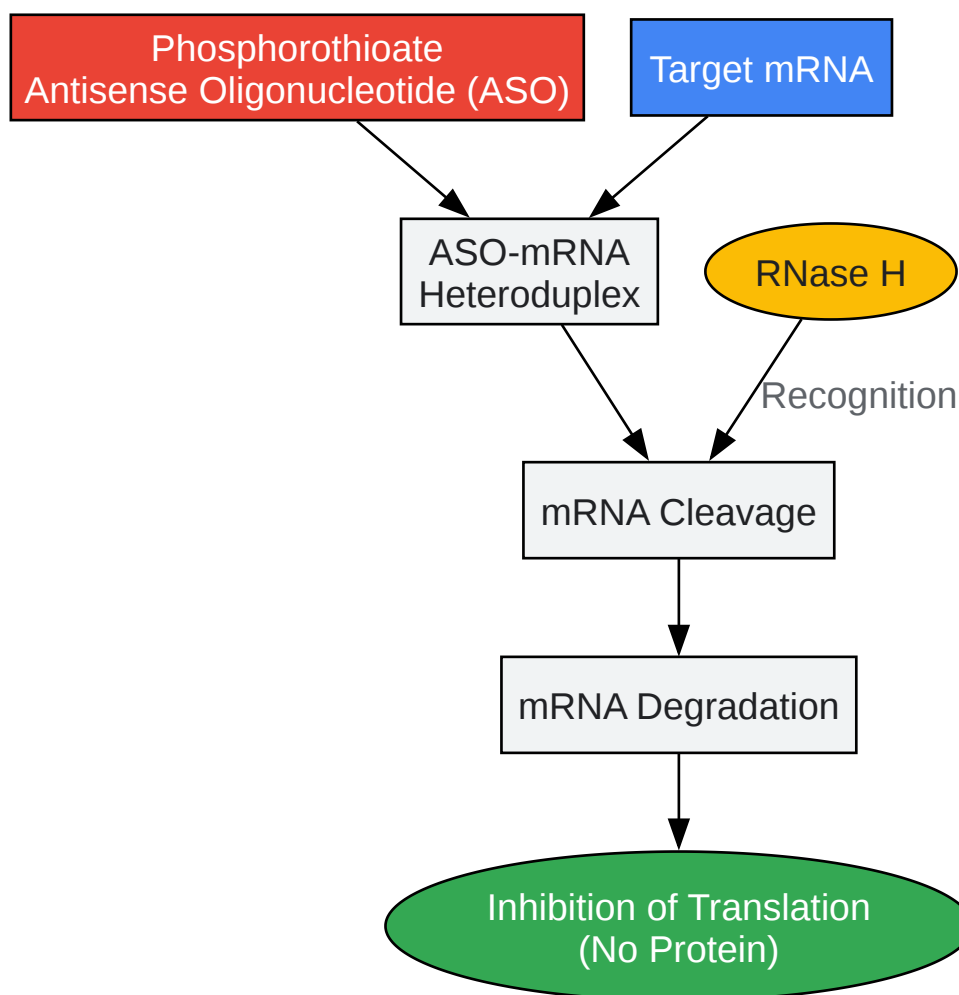 Phosphorothioate
Antisense Oligonucleotide (ASO)
Target mRNA
ASO-mRNA
Heteroduplex
RNase H
Recognition
mRNA Cleavage
mRNA Degradation
Inhibition of Translation
(No Protein)